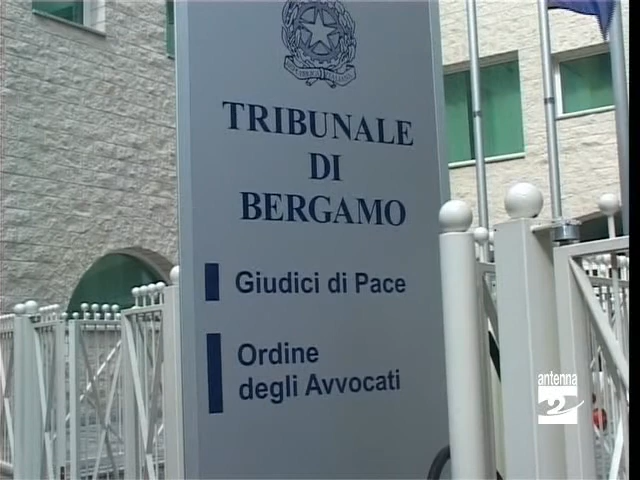 TRIBUNALE
DI
BERGAMO
Giudici di Pace
Ordine
degli Avvocati
antenna
2